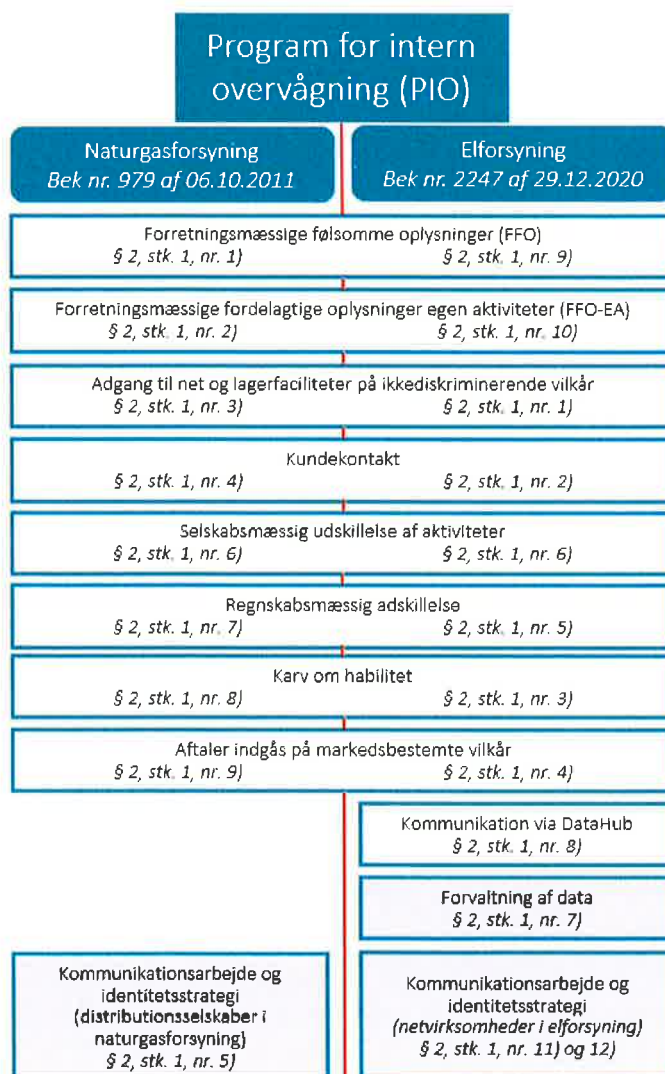 Program for intern
overvågning (PIO)
Naturgasforsyning
Bek nr. 979 af 06.10.2011
Elforsyning
Bek nr. 2247 af 29.12.2020
Forretningsmæssige følsomme oplysninger (FFO)
§ 2, stk. 1, nr. 1) § 2, stk. 1, nr. 9)
Forretningsmæssige fordelagtige oplysninger egen aktiviteter (FFO-EA)
§ 2, stk. 1, nr. 2) § 2, stk. 1, nr. 10)
Adgang til net og lagerfaciliteter på ikkediskriminerende vilkår
§ 2, stk. 1, nr. 3) § 2, stk. 1, nr. 1)
Kundekontakt
§ 2, stk. 1, nr. 4) § 2, stk. 1, nr. 2)
Selskabsmæssig udskillelse af aktiviteter
§ 2, stk. 1, nr. 6) § 2, stk. 1, nr. 6)
Regnskabsmæssig adskillelse
§ 2, stk. 1, nr. 7) § 2, stk. 1, nr. 5)
Karv om habilitet
§ 2, stk. 1, nr. 8) § 2, stk. 1, nr. 3)
Aftaler indgås på markedsbestemte vilkår
§ 2, stk. 1, nr. 9) § 2, stk. 1, nr. 4)
Kommunikation via DataHub
§ 2, stk. 1, nr. 8)
Forvaltning af data
§ 2, stk. 1, nr. 7)
Kommunikationsarbejde og
identitetsstrategi
(distributionsselskaber i
naturgasforsyning)
§ 2, stk. 1, nr. 5)
Kommunikationsarbejde og
identitetsstrategi
(netvirksomheder i elforsyning)
§ 2, stk. 1, nr. 11) og 12)